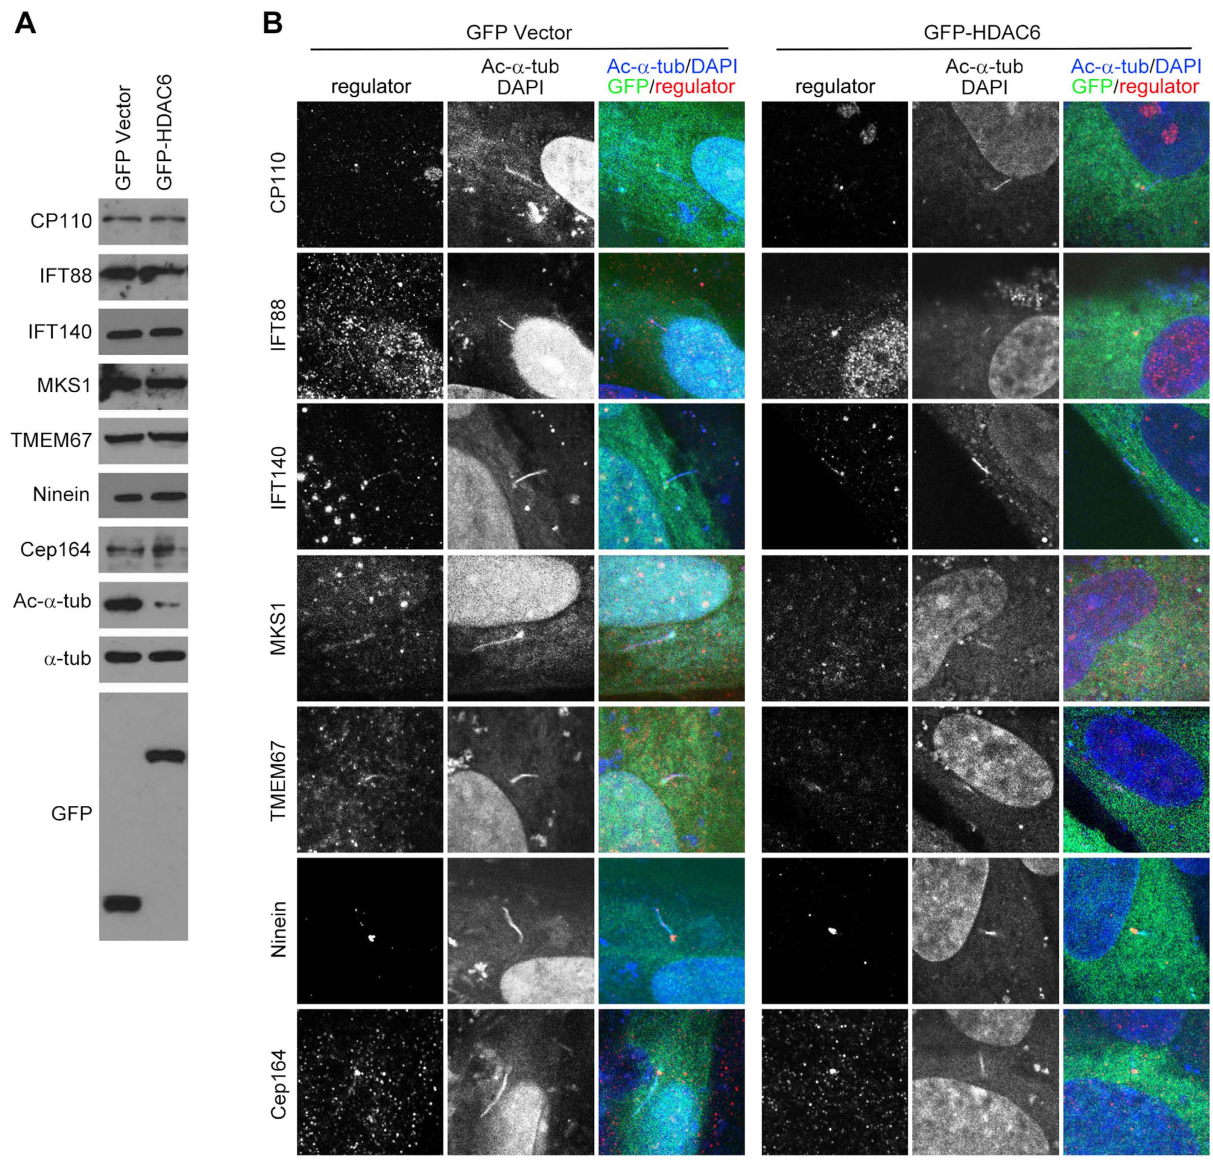 A
GFP Vector
GFP-HDAC6
CP110
IFT88
IFT140
MKS1
TMEM67
Ninein
Cep164
Ac-α-tub
α-tub
GFP
B
GFP Vector
GFP-HDAC6
regulator
Ac-α-tub
DAPI
Ac-α-tub/DAPI
GFP/regulator
regulator
Ac-α-tub
DAPI
Ac-α-tub/DAPI
GFP/regulator
CP110
IFT88
IFT140
MKS1
TMEM67
Ninein
Cep164